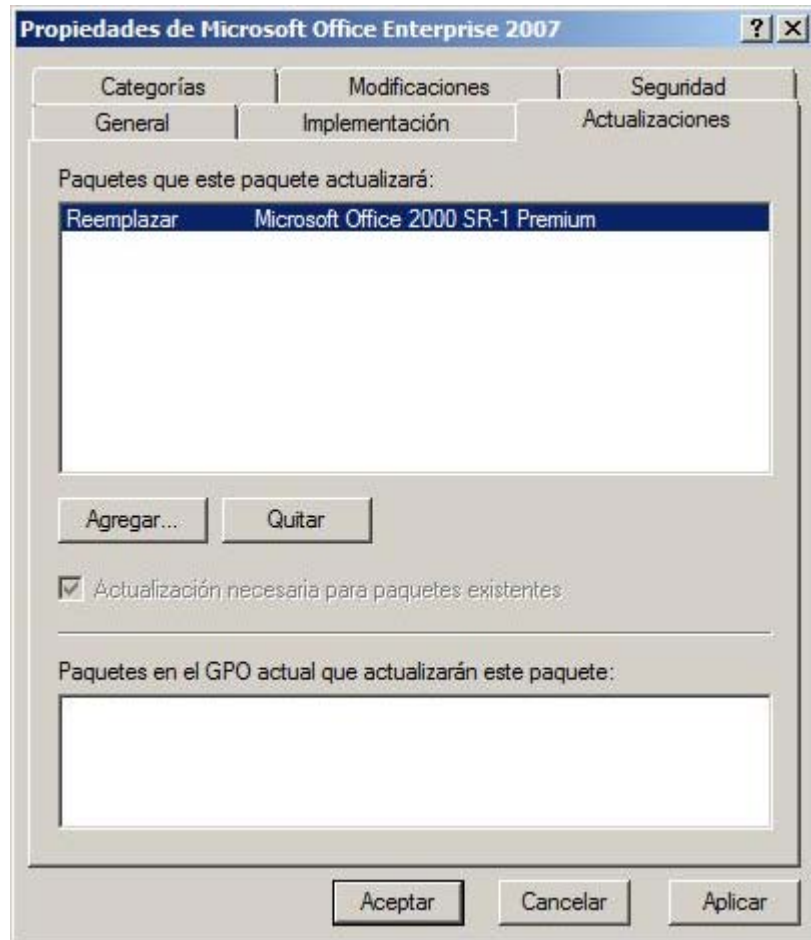 Propiedades de Microsoft Office Enterprise 2007
Categorías Modificaciones Seguridad
General Implementación Actualizaciones
Paquetes que este paquete actualizará:
Reemplazar Microsoft Office 2000 SR-1 Premium
Agregar... Quitar
Actualización necesaria para paquetes existentes
Paquetes en el GPO actual que actualizarán este paquete:
Aceptar Cancelar Aplicar